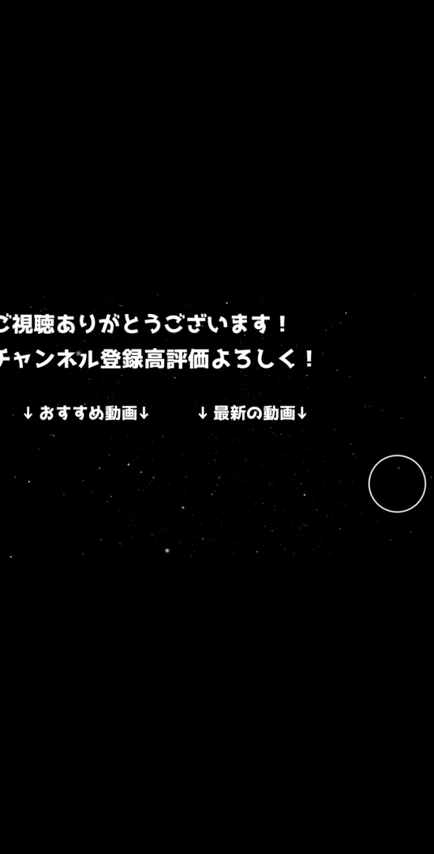 ご視聴ありがとうございます！
チャンネル登録高評価よろしく！
↓おすすめ動画↓
↓最新の動画↓